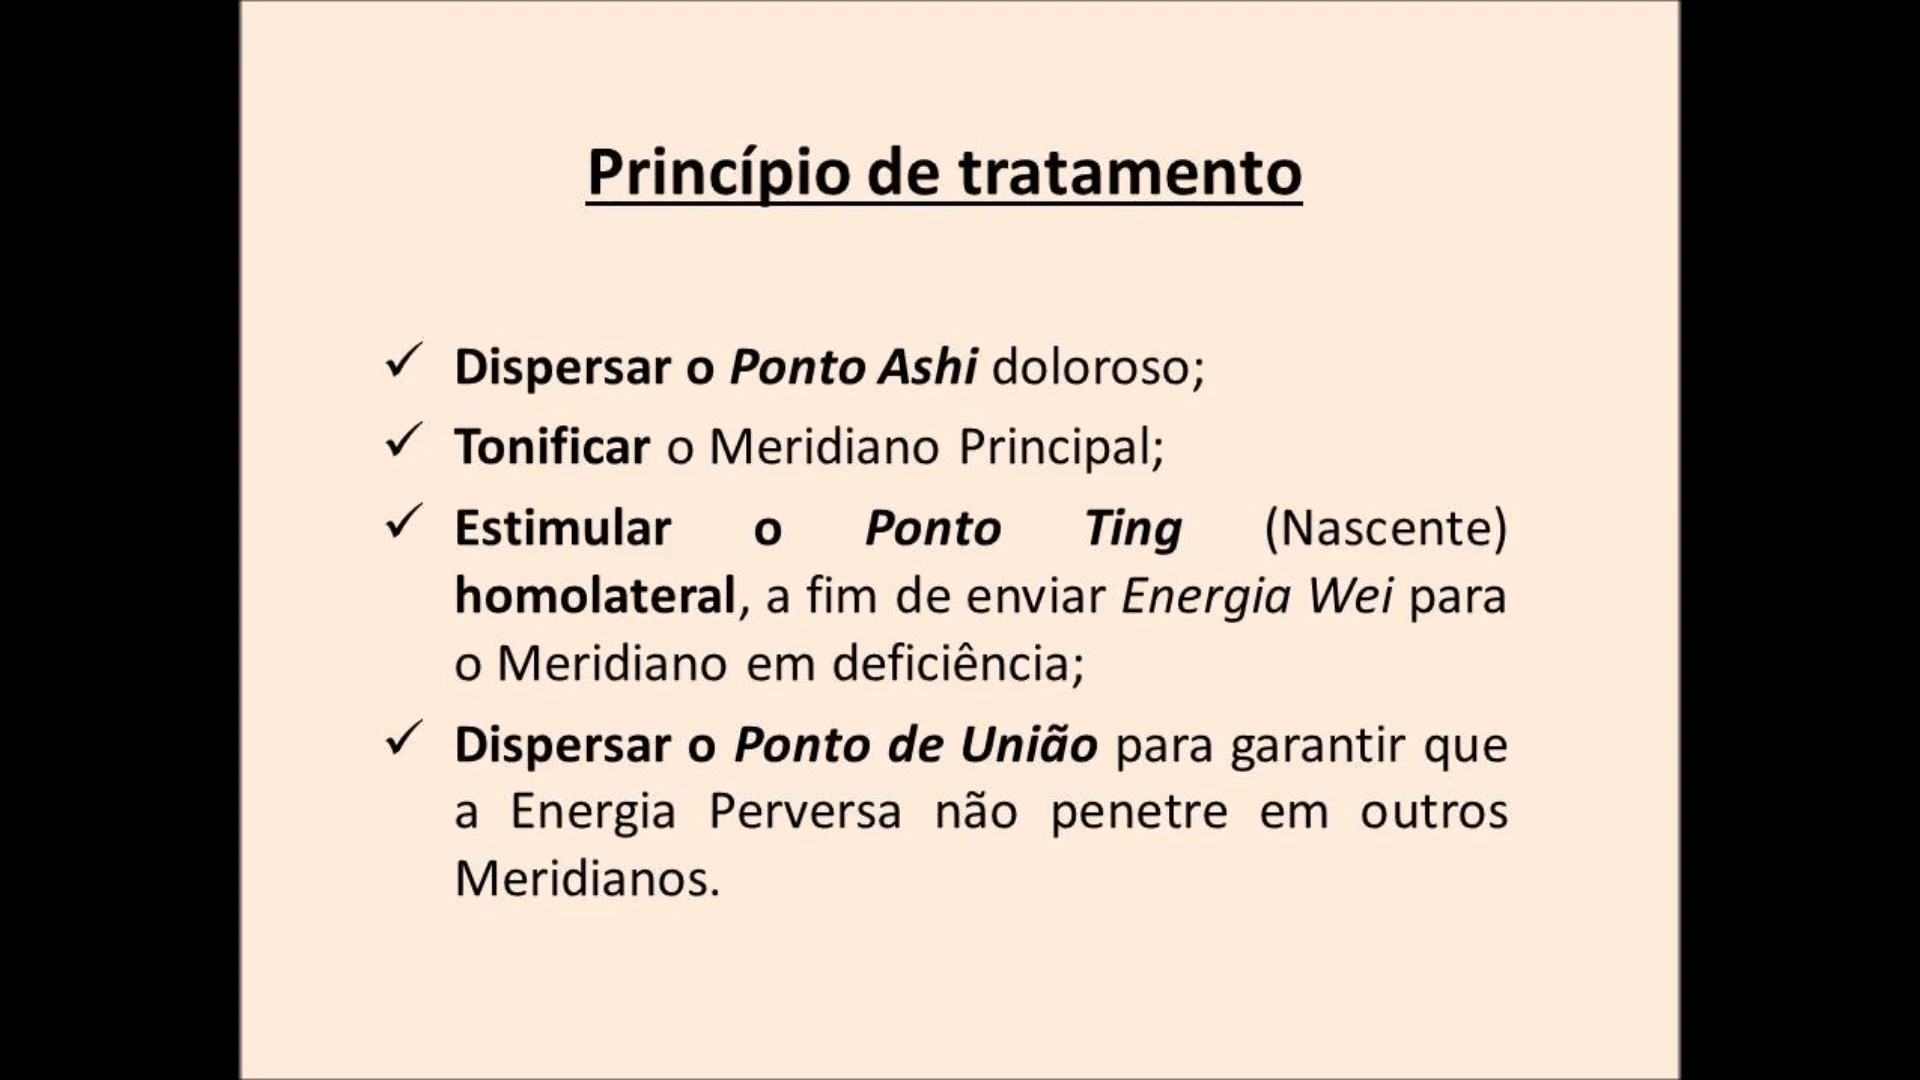 Princípio de tratamento
✓ Dispersar o Ponto Ashi doloroso;
✓ Tonificar o Meridiano Principal;
✓ Estimular o Ponto Ting (Nascente)
homolateral, a fim de enviar Energia Wei para
o Meridiano em deficiência;
✓ Dispersar o Ponto de União para garantir que
a Energia Perversa não penetre em outros
Meridianos.